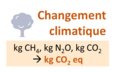 Changement
climatique
kg CH₄, kg N₂O, kg CO₂
→ kg CO₂ eq